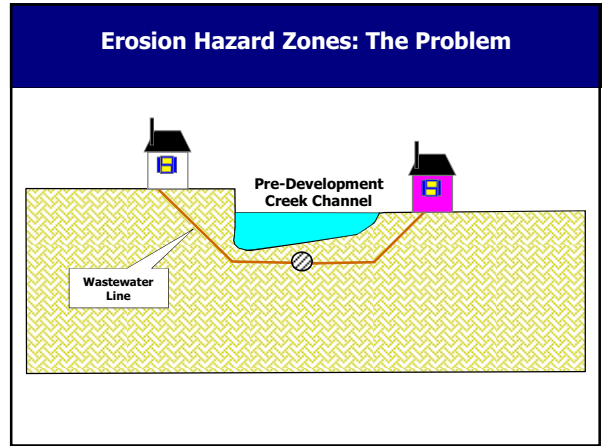 Erosion Hazard Zones: The Problem
Pre-Development
Creek Channel
Wastewater
Line